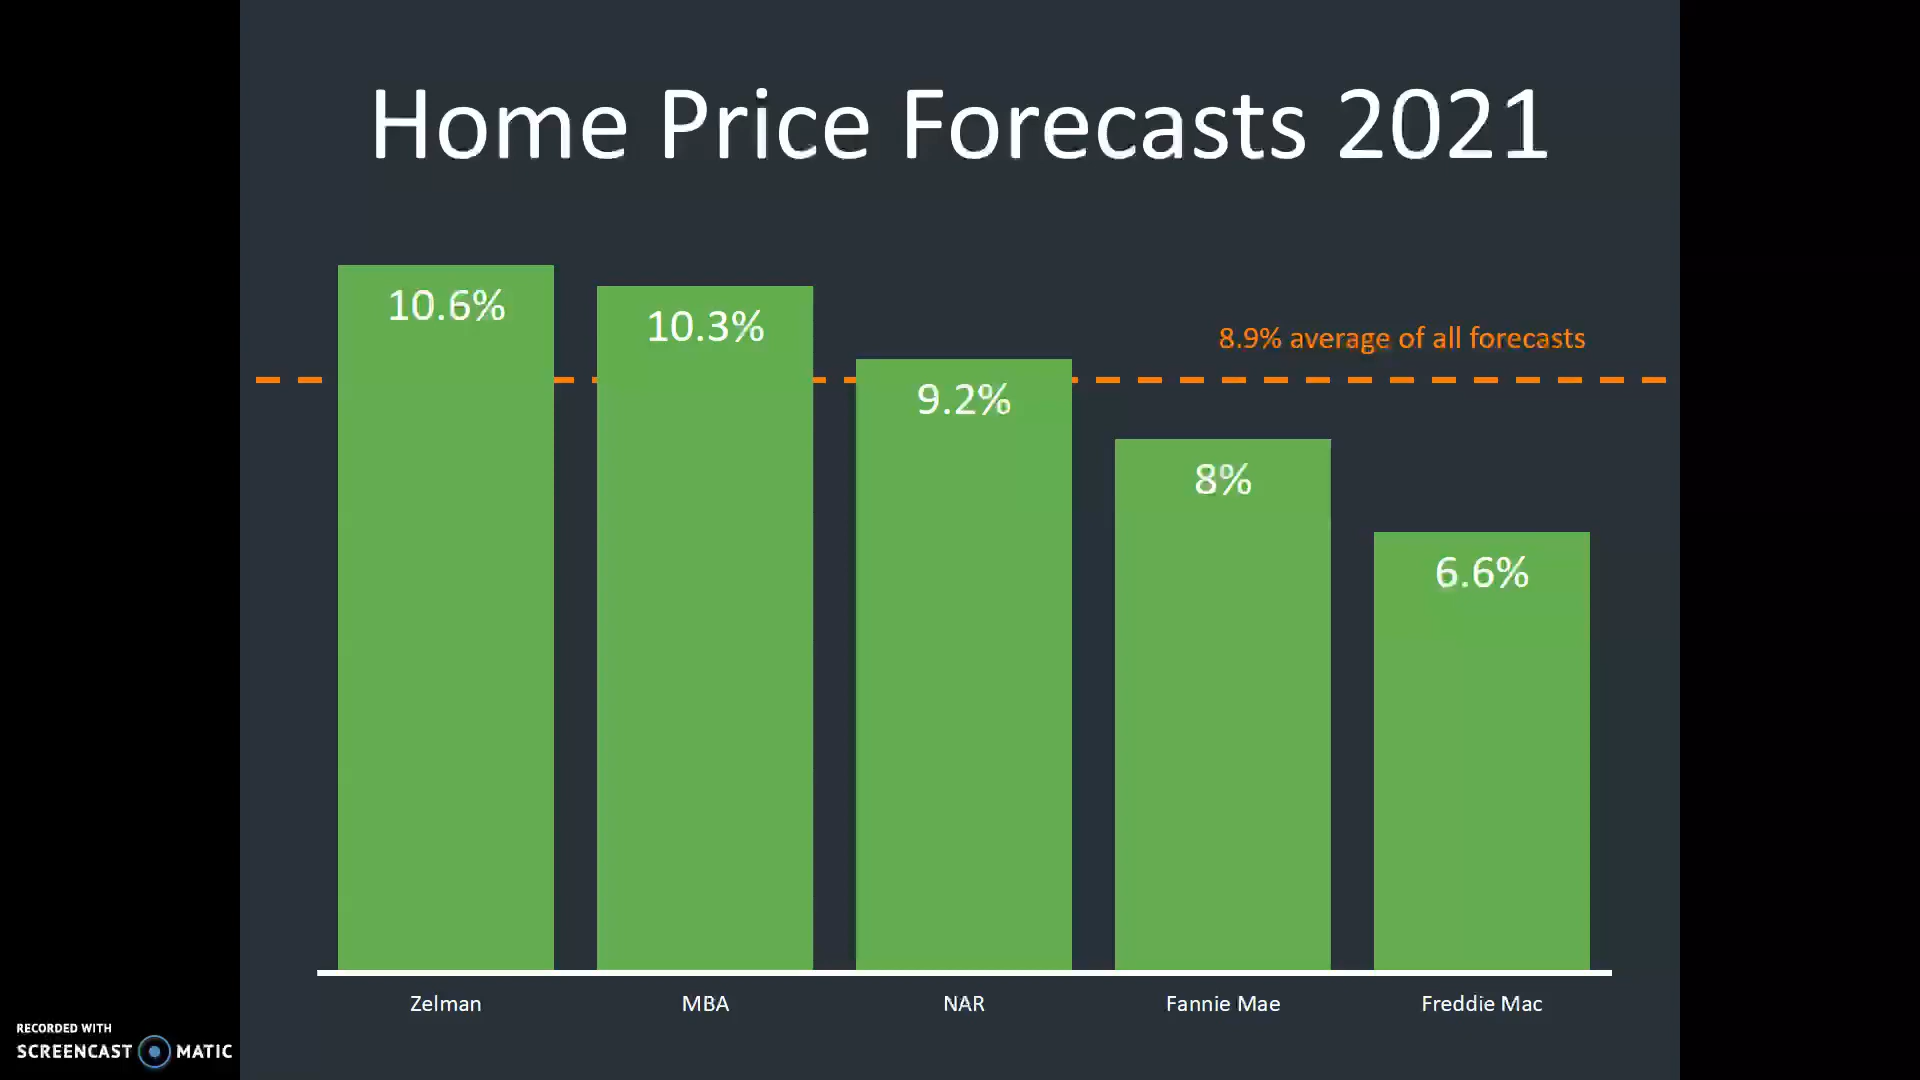 Home Price Forecasts 2021
10.6%
10.3%
8.9% average of all forecasts
9.2%
8%
6.6%
Zelman
MBA
NAR
Fannie Mae
Freddie Mac
RECORDED WITH
SCREENCAST MATIC